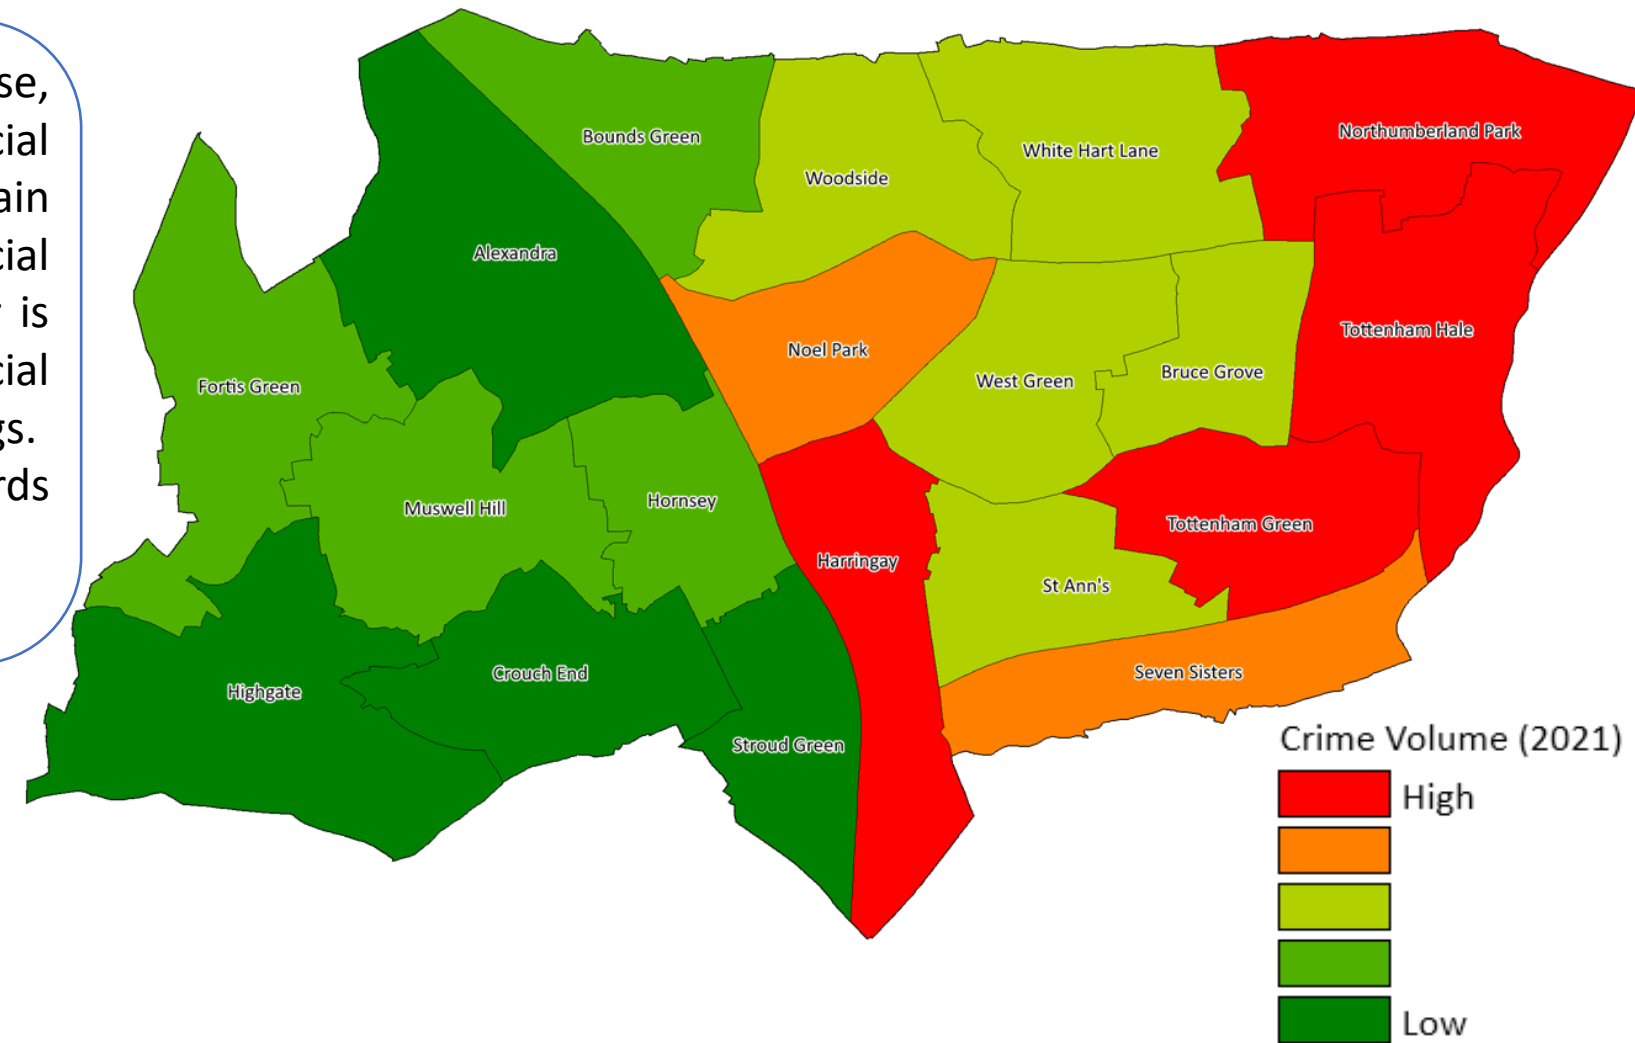 se,
cial
ain
cial
is
cial
gs.
rds
Bounds Green
Woodside
White Hart Lane
Northumberland Park
Alexandra
Noel Park
Tottenham Hale
Fortis Green
West Green
Bruce Grove
Muswell Hill
Hornsey
Tottenham Green
Harringay
St Ann's
Highgate
Crouch End
Seven Sisters
Stroud Green
Crime Volume (2021)
High
Low